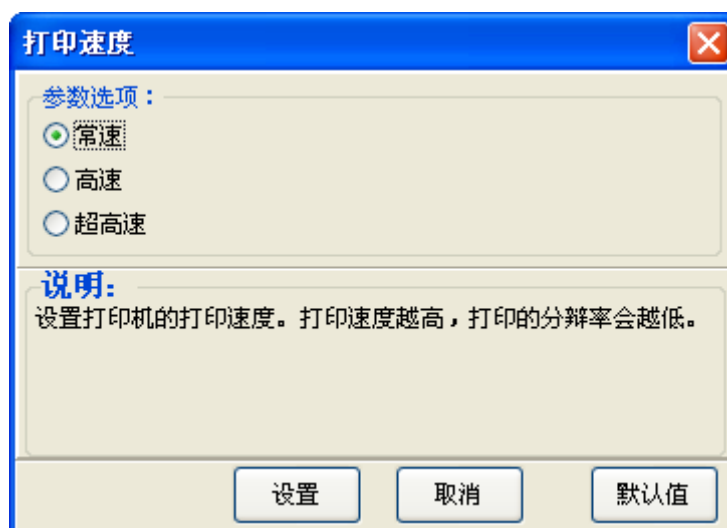 打印速度
参数选项：
常速
高速
超高速
说明:
设置打印机的打印速度。打印速度越高，打印的分辩率会越低。
设置 取消 默认值